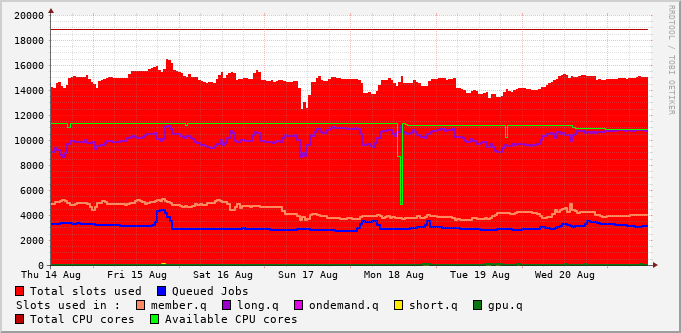 RRDTOOL / TOBI OETIKER
20000
18000
16000
14000
12000
10000
8000
6000
4000
2000
0
Thu 14 Aug Fri 15 Aug Sat 16 Aug Sun 17 Aug Mon 18 Aug Tue 19 Aug Wed 20 Aug
Total slots used Queued Jobs
Slots used in : member.q long.q ondemand.q short.q gpu.q
Total CPU cores Available CPU cores